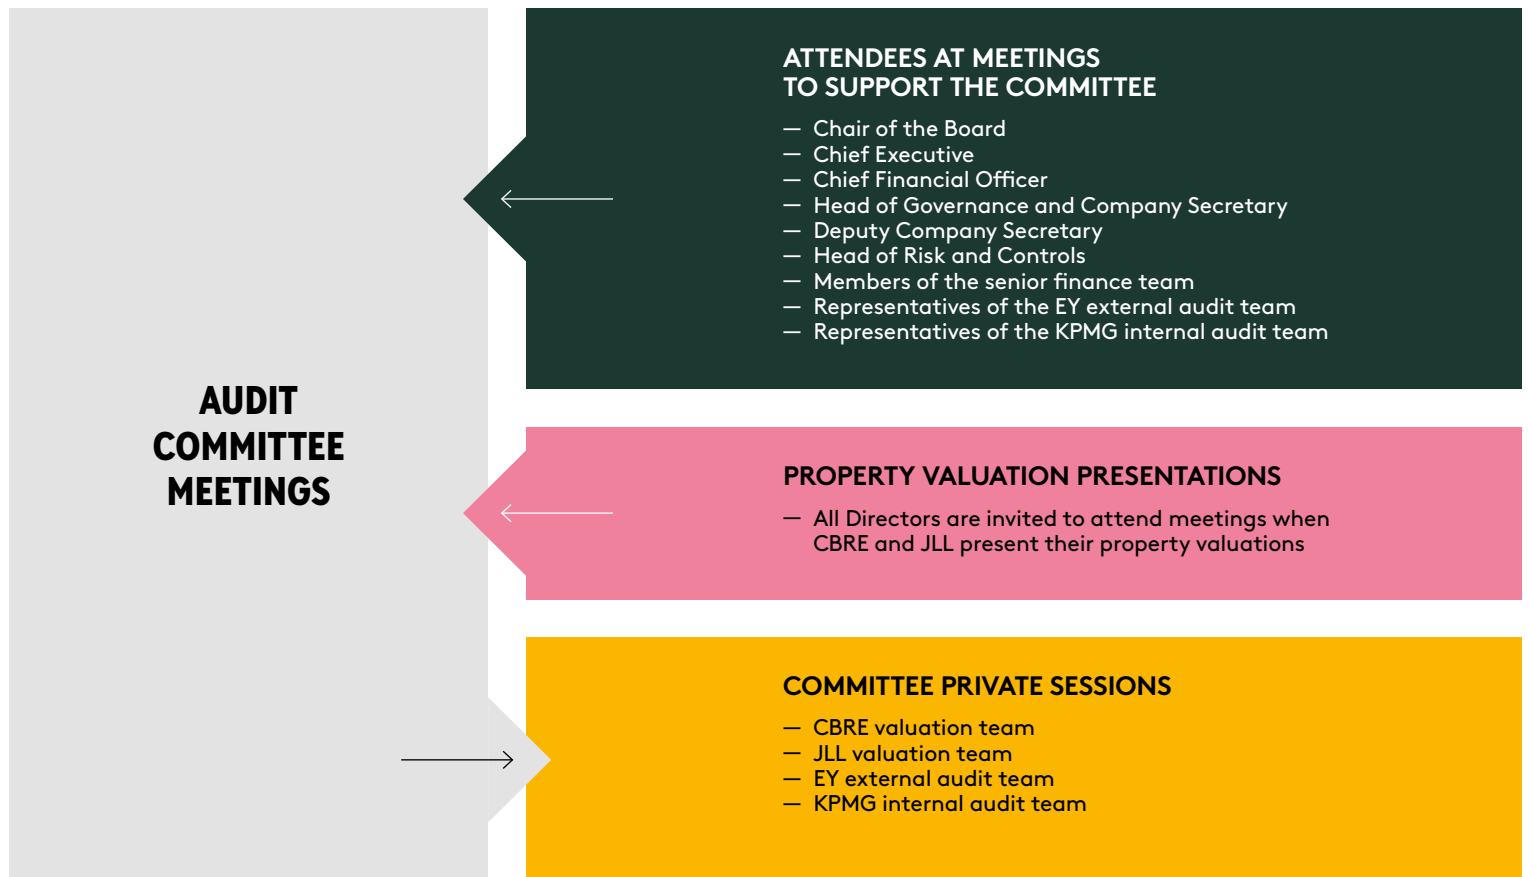 AUDIT
COMMITTEE
MEETINGS
ATTENDEES AT MEETINGS
TO SUPPORT THE COMMITTEE
— Chair of the Board
— Chief Executive
— Chief Financial Officer
— Head of Governance and Company Secretary
— Deputy Company Secretary
— Head of Risk and Controls
— Members of the senior finance team
— Representatives of the EY external audit team
— Representatives of the KPMG internal audit team
PROPERTY VALUATION PRESENTATIONS
— All Directors are invited to attend meetings when
CBRE and JLL present their property valuations
COMMITTEE PRIVATE SESSIONS
— CBRE valuation team
— JLL valuation team
— EY external audit team
— KPMG internal audit team